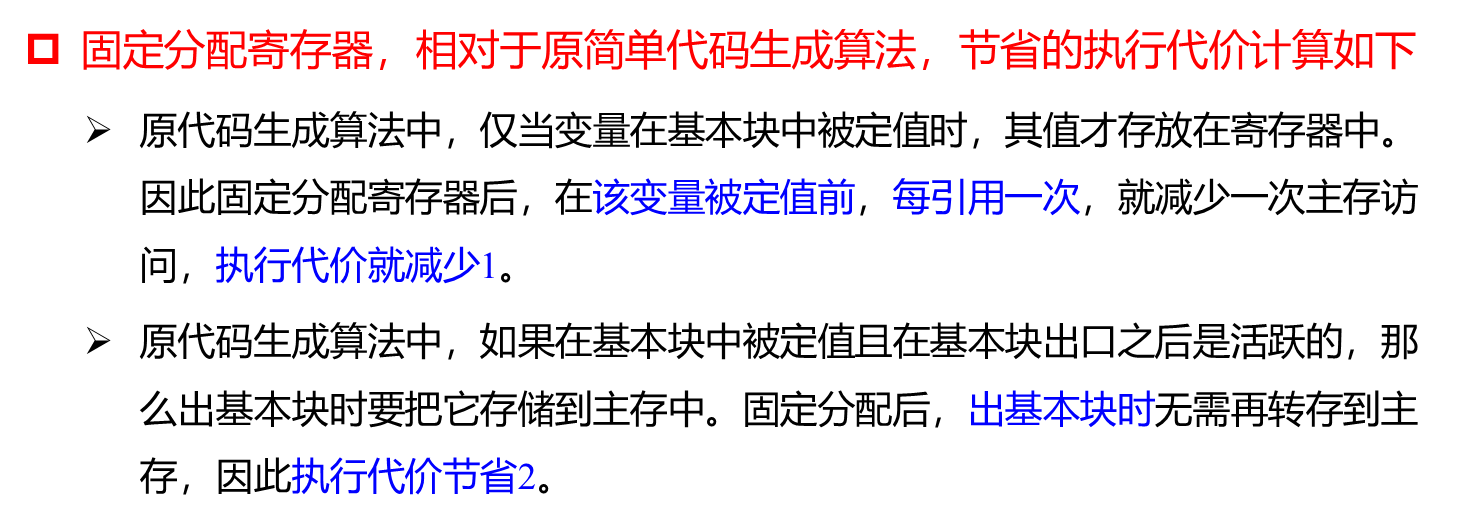 固定分配寄存器，相对于原简单代码生成算法，节省的执行代价计算如下
原代码生成算法中，仅当变量在基本块中被定值时，其值才存放在寄存器中。
因此固定分配寄存器后，在该变量被定值前，每引用一次，就减少一次主存访
问，执行代价就减少1。
原代码生成算法中，如果在基本块中被定值且在基本块出口之后是活跃的，那
么出基本块时要把它存储到主存中。固定分配后，出基本块时无需再转存到主
存，因此执行代价节省2。